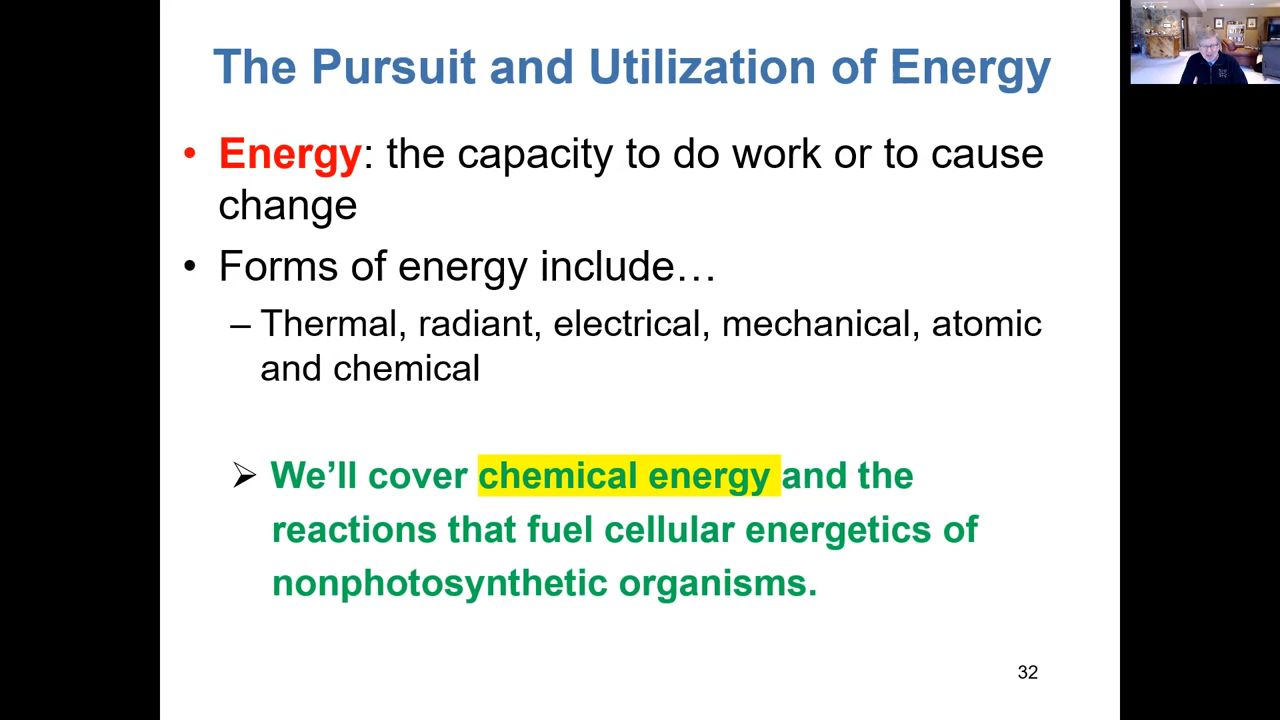 The Pursuit and Utilization of Energy
• Energy: the capacity to do work or to cause
change
• Forms of energy include…
– Thermal, radiant, electrical, mechanical, atomic
and chemical
➢ We’ll cover chemical energy and the
reactions that fuel cellular energetics of
nonphotosynthetic organisms.
32